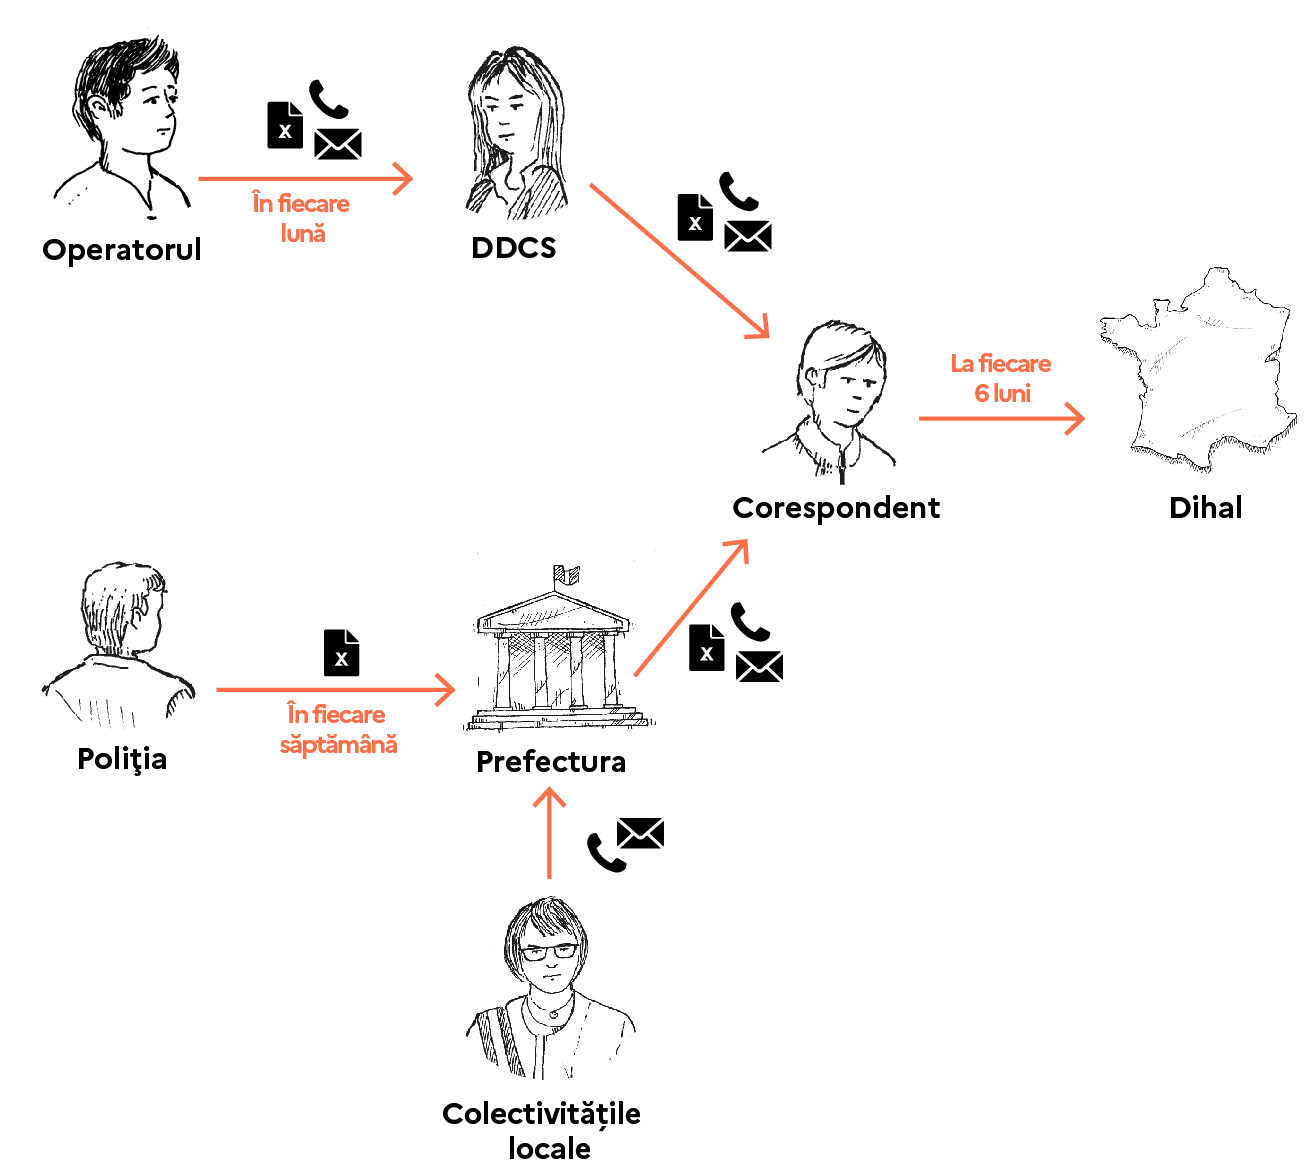 În fiecare
lună
Operatorul
DDCS
x
x
La fiecare
6 luni
Corespondent
Dihal
x
În fiecare
săptămână
Poliţia
Prefectura
x
Colectivitățile
locale